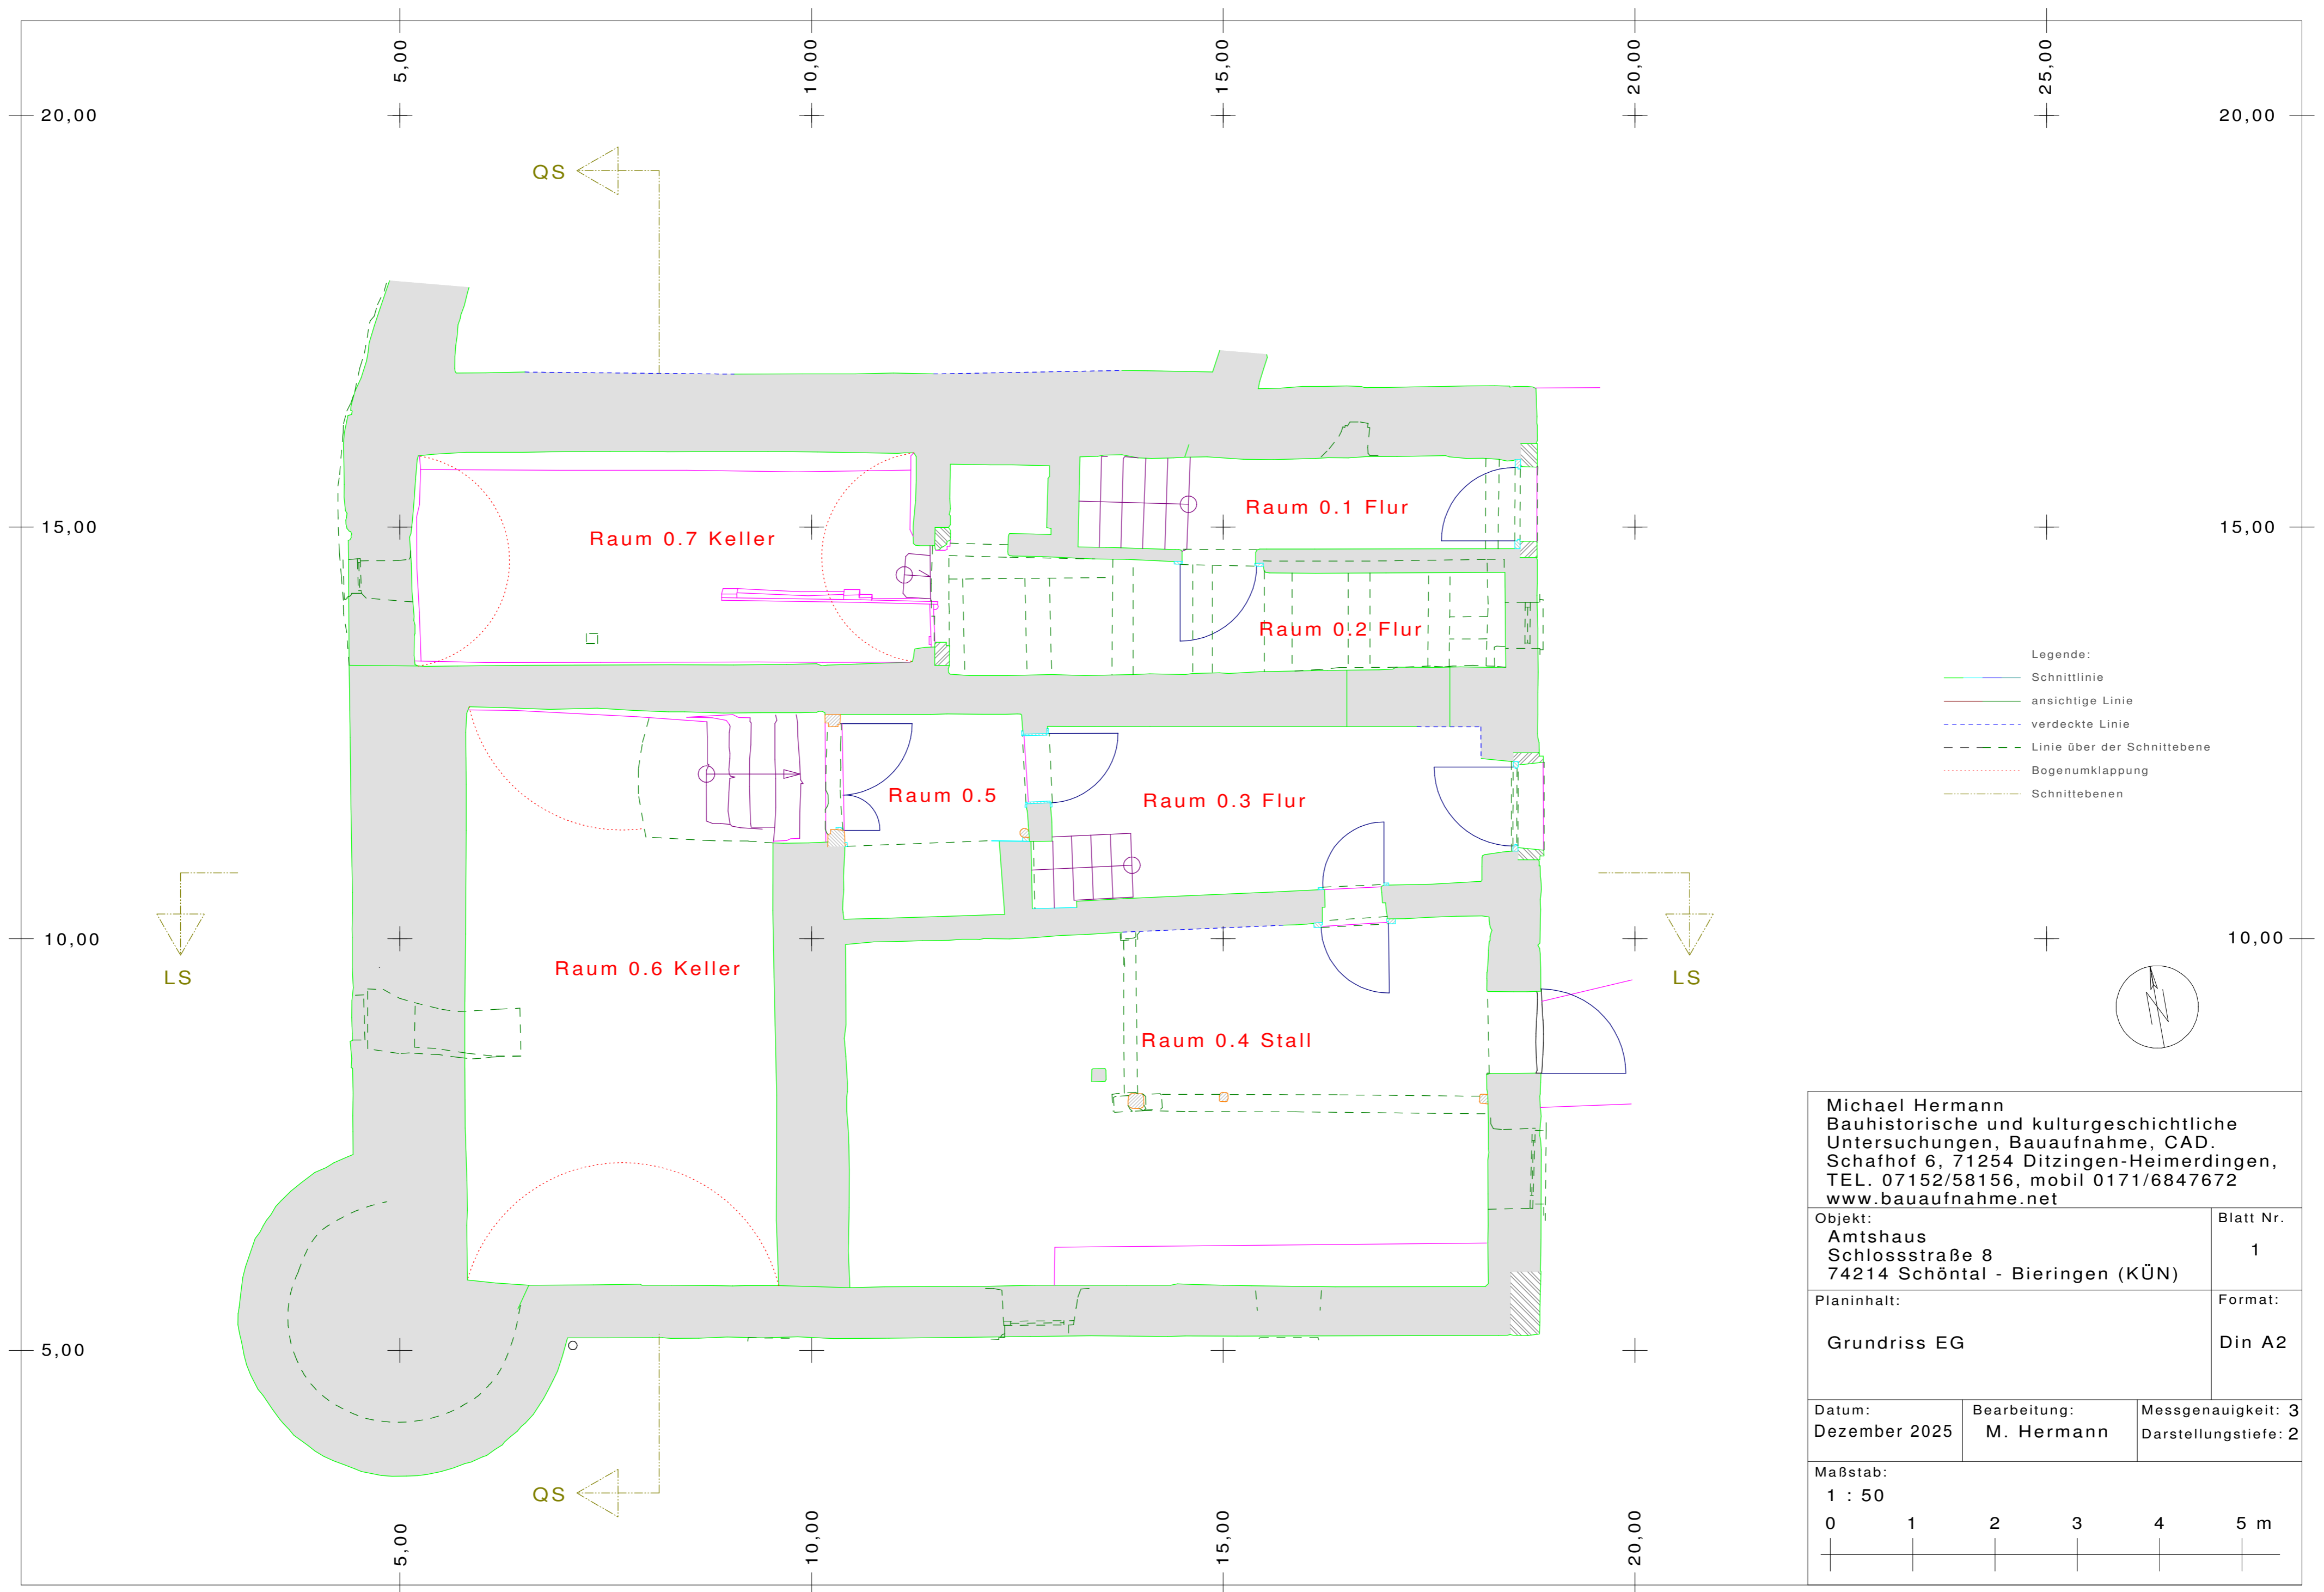 5,00
10,00
15,00
20,00
25,00
20,00
20,00
QS
15,00
Raum 0.7 Keller
Raum 0.1 Flur
15,00
Raum 0.2 Flur
Legende:
Schnittlinie
ansichtige Linie
verdeckte Linie
Linie über der Schnittebene
Bogenumklappung
Schnittebenen
Raum 0.5
Raum 0.3 Flur
10,00
10,00
LS
Raum 0.6 Keller
LS
Raum 0.4 Stall
N
Michael Hermann
Bauhistorische und kulturgeschichtliche
Untersuchungen, Bauaufnahme, CAD.
Schafhof 6, 71254 Ditzingen-Heimerdingen,
TEL. 07152/58156, mobil 0171/6847672
www.bauaufnahme.net
Objekt:
Amtshaus
Schlossstraße 8
74214 Schöntal - Bieringen (KÜN)
Blatt Nr.
1
Planinhalt:
Grundriss EG
Format:
Din A2
5,00
Datum:
Dezember 2025
Bearbeitung:
M. Hermann
Messgenauigkeit: 3
Darstellungstiefe: 2
Maßstab:
1 : 50
0 1 2 3 4 5 m
QS
5,00
10,00
15,00
20,00